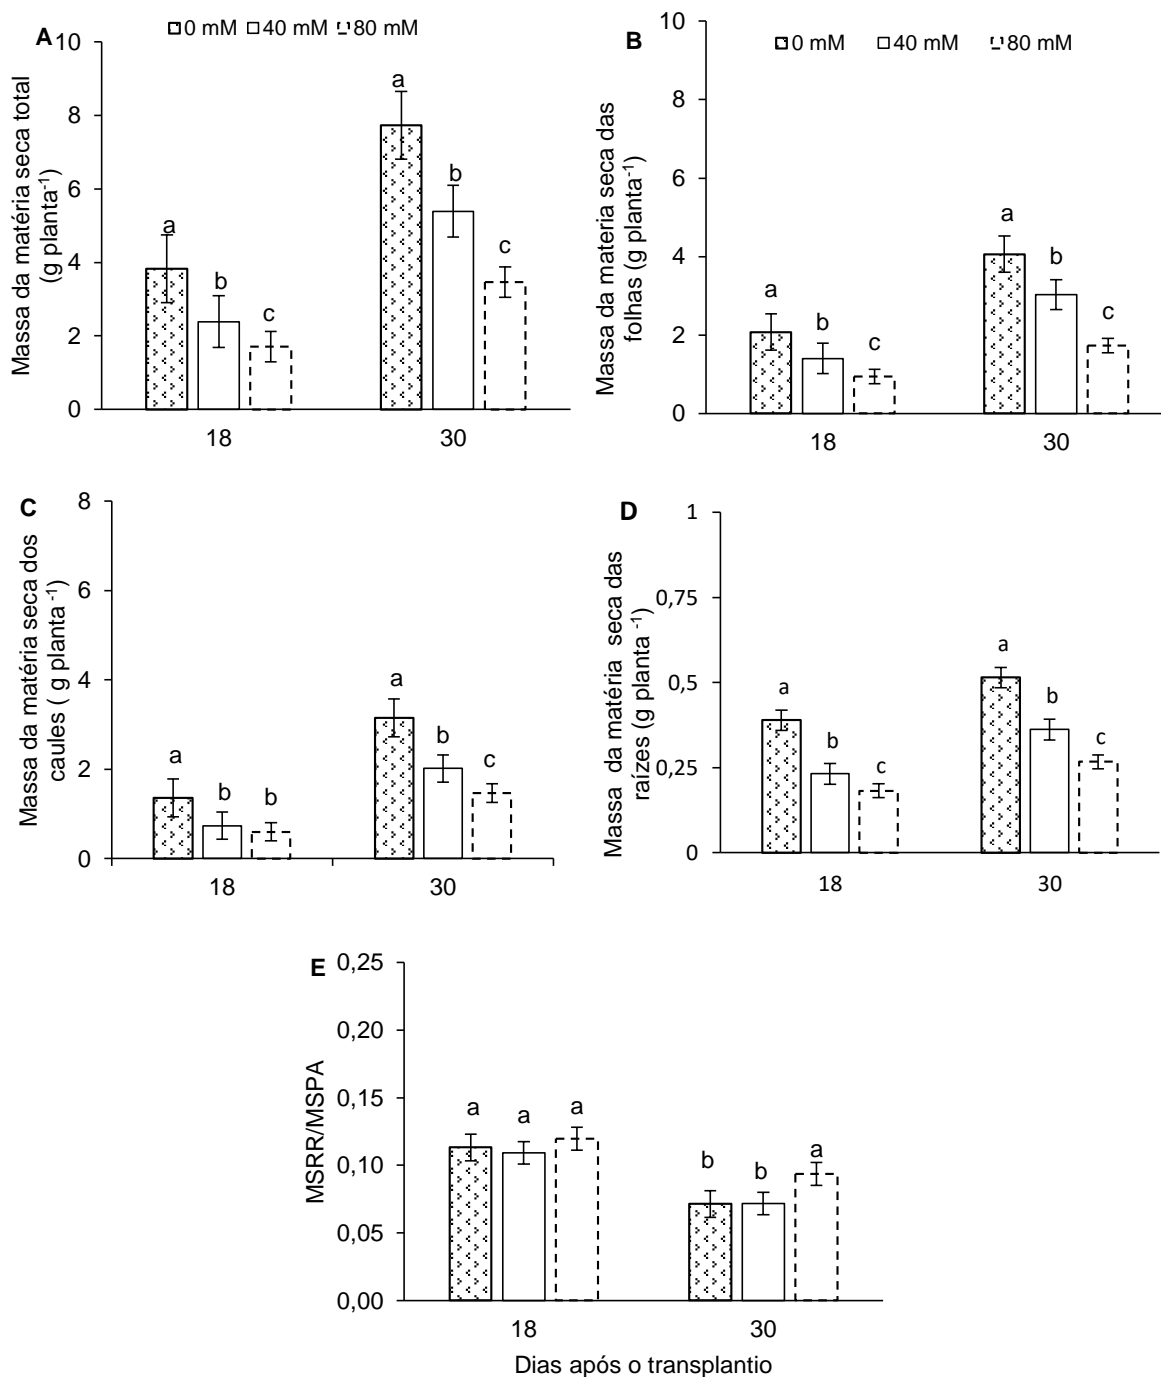 A
0 mM 40 mM 80 mM
Massa da matéria seca total
(g planta-1)
10
8
6
4
2
0
a
b
c
a
b
c
18 30
B
0 mM 40 mM 80 mM
Massa da materia seca das
folhas (g planta-1)
10
8
6
4
2
0
a
b
c
a
b
c
18 30
C
Massa da matéria seca dos
caules ( g planta -1)
8
6
4
2
0
a
b
b
a
b
c
18 30
D
Massa da matéria seca das
raízes (g planta -1)
1
0,75
0,5
0,25
0
a
b
c
a
b
c
18 30
E
MSRR/MSPA
0,25
0,20
0,15
0,10
0,05
0,00
a
a
a
b
b
a
18 30
Dias após o transplantio